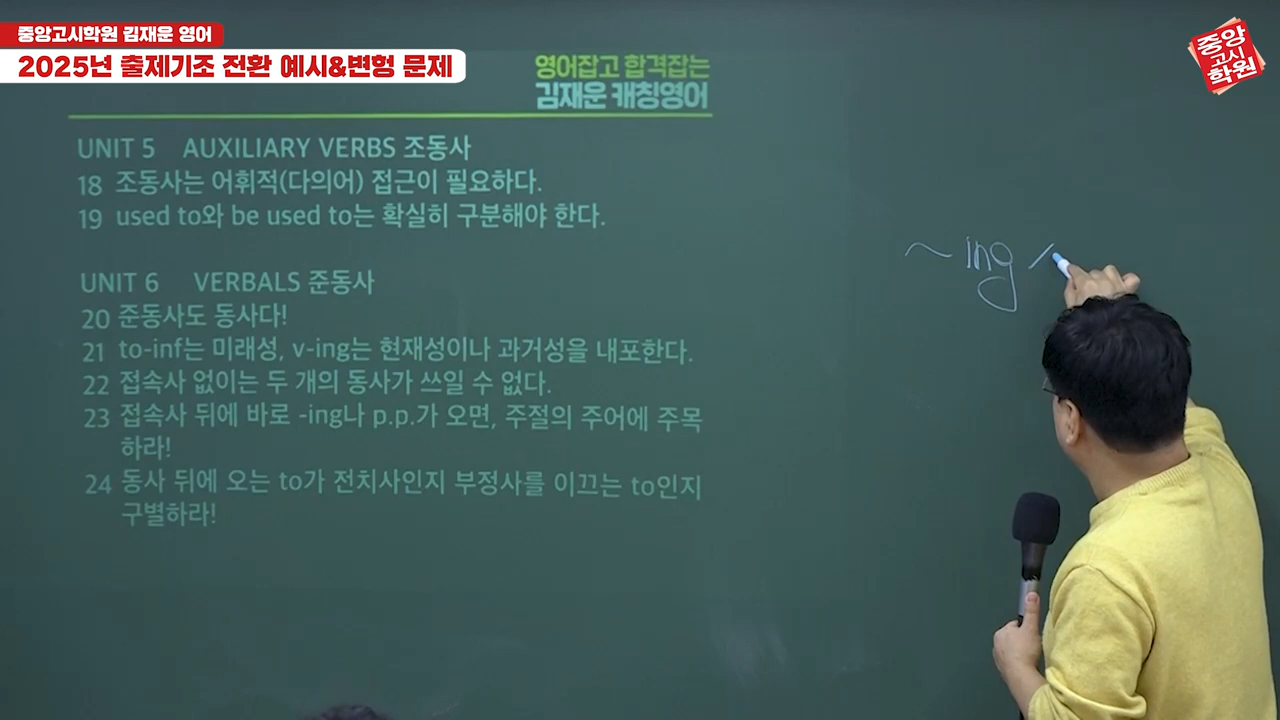 중앙고시학원 김재운 영어
2025년 출제기조 전환 예시&변형 문제
중앙
고시
학원
영어잡고 합격잡는
김재운 캐칭영어
UNIT 5 AUXILIARY VERBS 조동사
18 조동사는 어휘적(다의어) 접근이 필요하다.
19 used to와 be used to는 확실히 구분해야 한다.
UNIT 6 VERBALS 준동사
20 준동사도 동사다!
21 to-inf는 미래성, v-ing는 현재성이나 과거성을 내포한다.
22 접속사 없이는 두 개의 동사가 쓰일 수 없다.
23 접속사 뒤에 바로 -ing나 p.p.가 오면, 주절의 주어에 주목
하라!
24 동사 뒤에 오는 to가 전치사인지 부정사를 이끄는 to인지
구별하라!
~ ing /